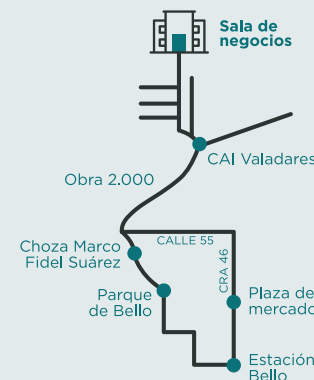 Sala de
negocios
CAI Valadares
Obra 2.000
CALLE 55
Choza Marco
Fidel Suárez
CRA 46
Parque
de Bello
Plaza de
mercado
Estación
Bello